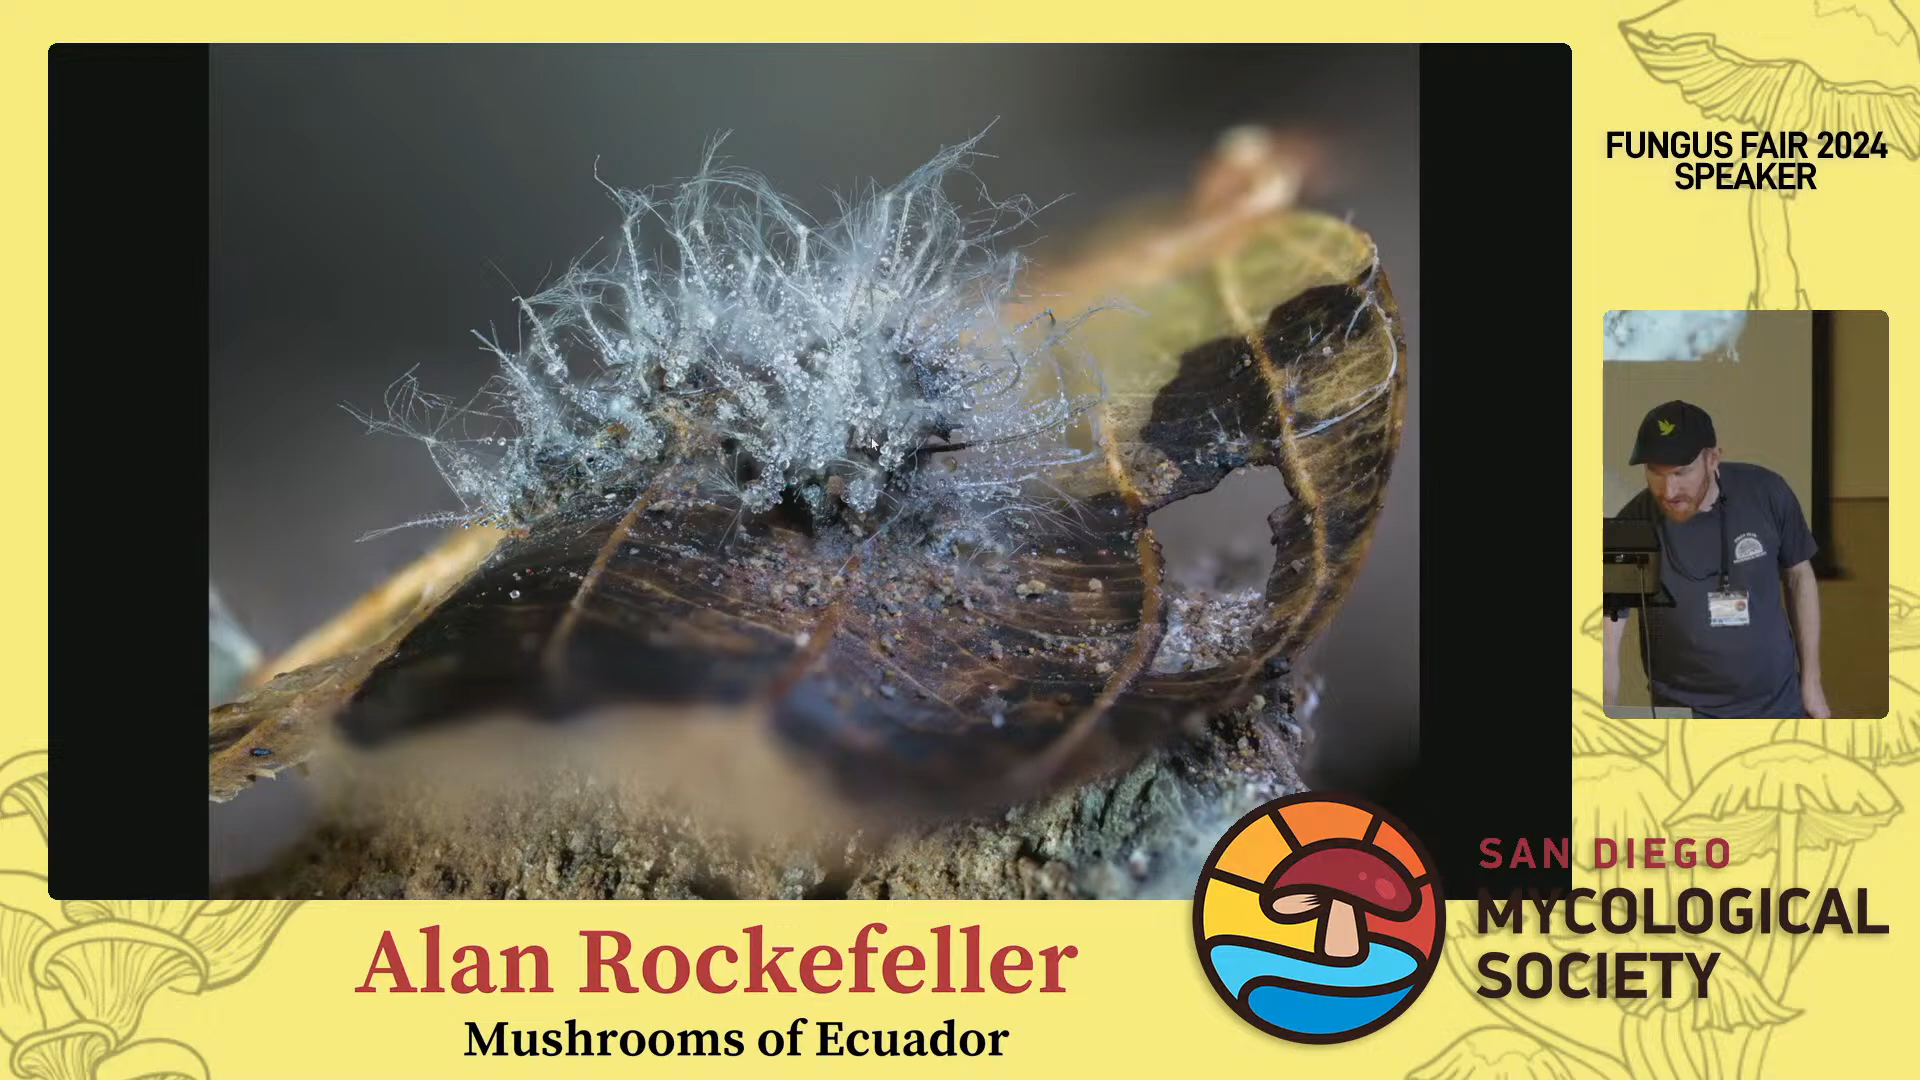 FUNGUS FAIR 2024
SPEAKER
SAN DIEGO
MYCOLOGICAL
SOCIETY
Alan Rockefeller
Mushrooms of Ecuador